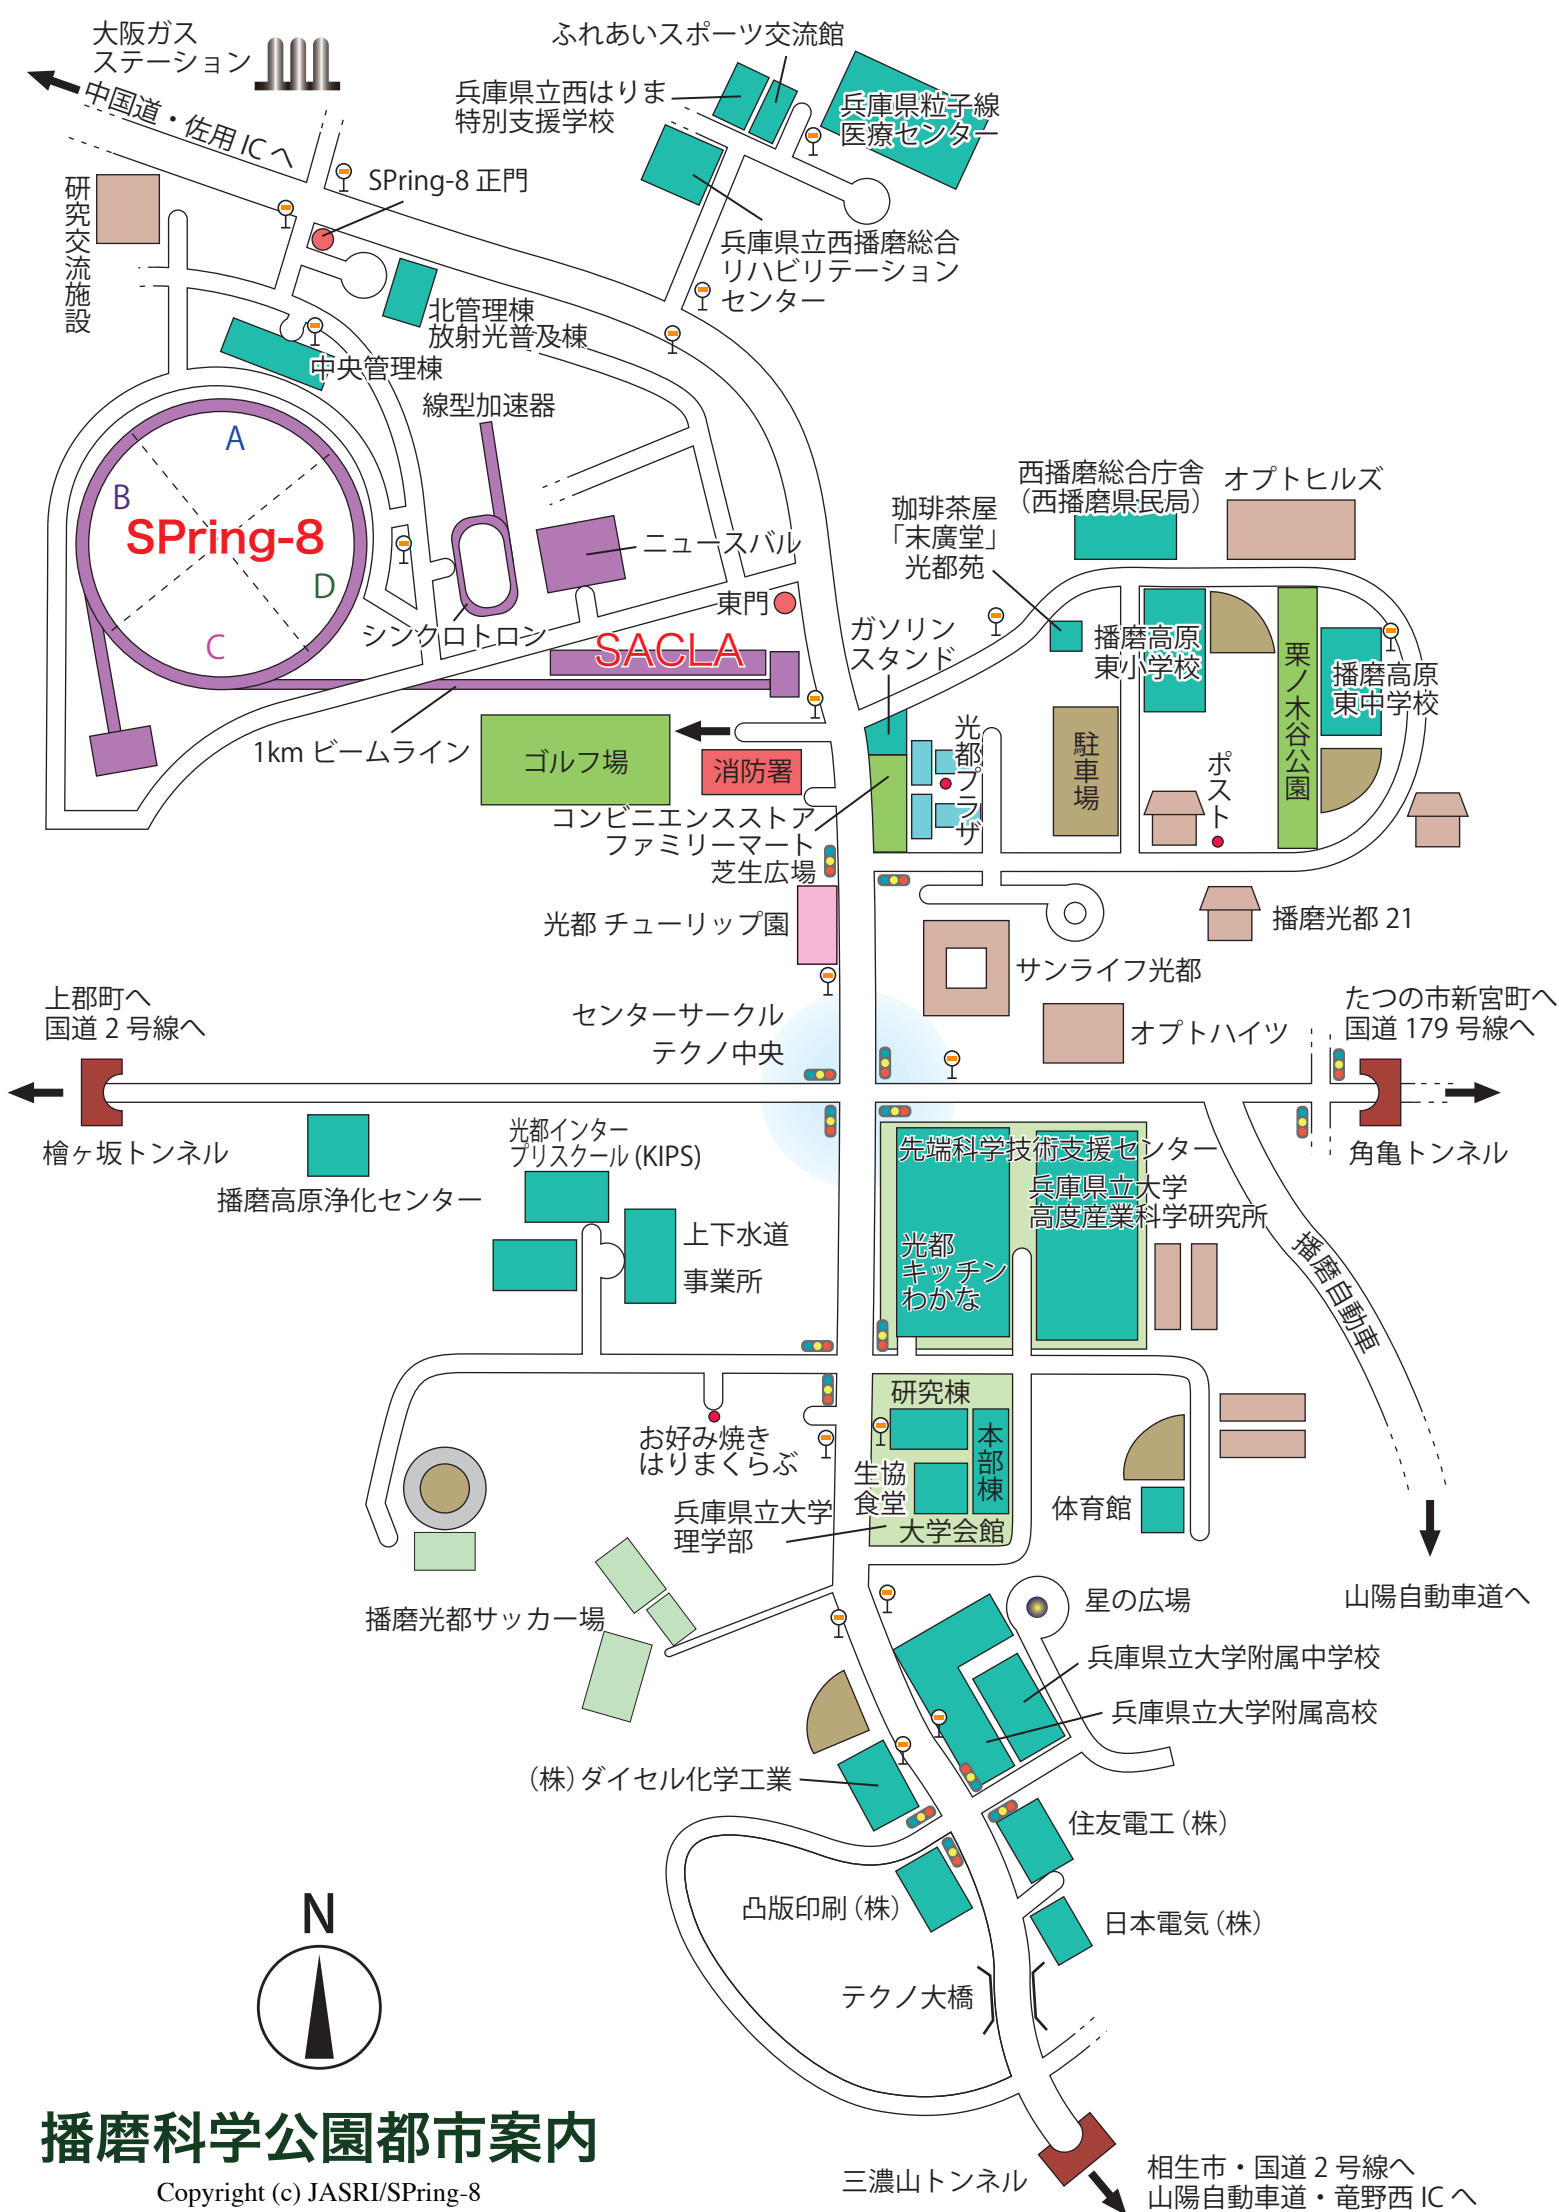 大阪ガス
ステーション
中国道・佐用 IC へ
ふれあいスポーツ交流館
兵庫県立西はりま
特別支援学校
兵庫県粒子線
医療センター
SPring-8 正門
研究交流施設
兵庫県立西播磨総合
リハビリテーション
センター
北管理棟
放射光普及棟
中央管理棟
線型加速器
A
B
SPring-8
D
C
ニュースバル
東門
シンクロトロン
SACLA
1km ビームライン
西播磨総合庁舎
（西播磨県民局）
オプトヒルズ
珈琲茶屋
「末廣堂」
光都苑
ガソリン
スタンド
播磨高原
東小学校
栗ノ木谷公園
播磨高原
東中学校
光都プラザ
駐車場
ポスト
ゴルフ場
消防署
コンビニエンスストア
ファミリーマート
芝生広場
光都 チューリップ園
播磨光都 21
サンライフ光都
オプトハイツ
上郡町へ
国道 2 号線へ
センターサークル
テクノ中央
たつの市新宮町へ
国道 179 号線へ
檜ヶ坂トンネル
角亀トンネル
播磨高原浄化センター
光都インター
プリスクール (KIPS)
上下水道
事業所
先端科学技術支援センター
兵庫県立大学
高度産業科学研究所
光都
キッチン
わかな
播磨自動車
研究棟
本部棟
生協
食堂
大学会館
お好み焼き
はりまくらぶ
兵庫県立大学
理学部
体育館
山陽自動車道へ
播磨光都サッカー場
星の広場
兵庫県立大学附属中学校
兵庫県立大学附属高校
（株）ダイセル化学工業
住友電工（株）
凸版印刷（株）
日本電気（株）
テクノ大橋
N
三濃山トンネル
相生市・国道 2 号線へ
山陽自動車道・竜野西 IC へ
播磨科学公園都市案内
Copyright (c) JASRI/SPring-8